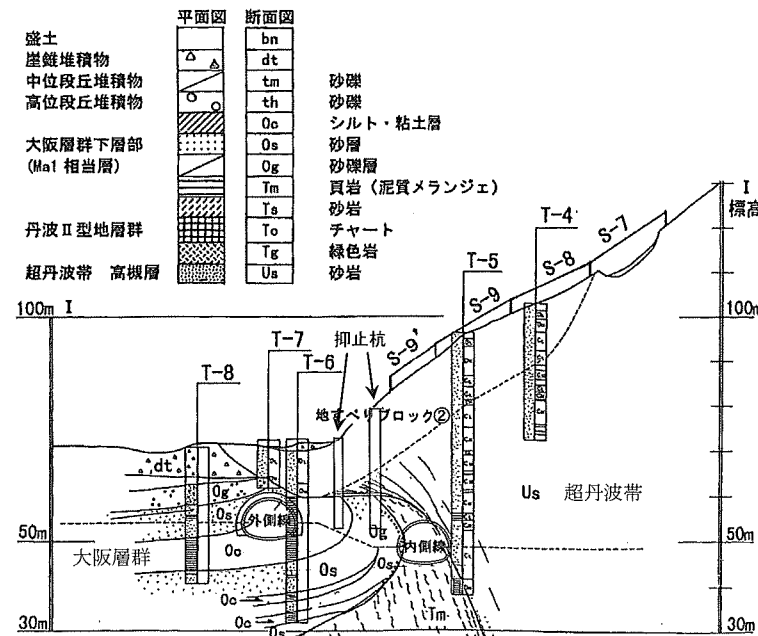 平面図 断面図
盛土 bn
崖錐堆積物 dt
中位段丘堆積物 tm 砂礫
高位段丘堆積物 th 砂礫
Oc シルト・粘土層
大阪層群下層部 Os 砂層
(Ma1 相当層) Og 砂礫層
Tm 頁岩(泥質メランジェ)
Ts 砂岩
丹波Ⅱ型地層群 To チャート
Tg 緑色岩
超丹波帯 高槻層 Us 砂岩
I
標高
T-4
S-7
S-8
T-5
S-9
100m I
100m
T-7
抑止杭
S-9'
T-6
T-8
地すべりブロック②
dt
Og
Us 超丹波帯
Os
外側線
Og
50m
50m
大阪層群
Oc
内側線
Os
Os
Oc
Tm
Oc
30m
Os
30m